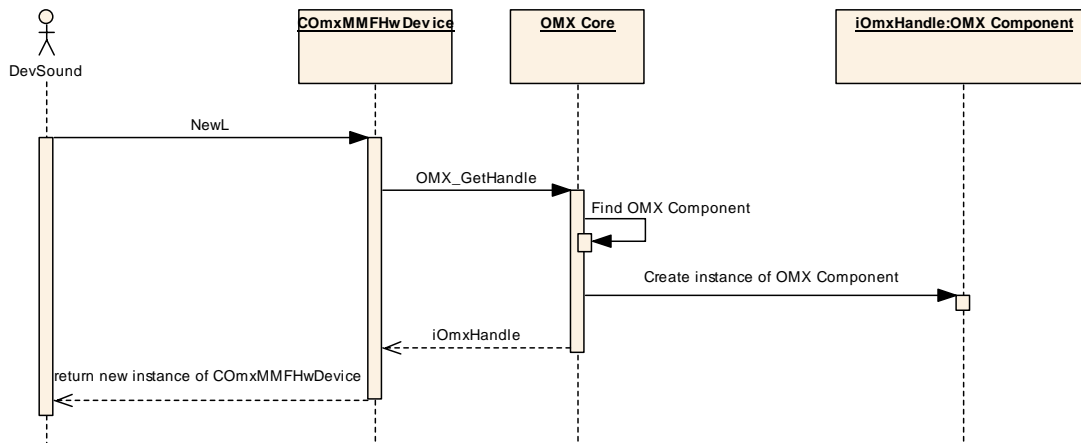 COmxMMFHwDevice
OMX Core
iOmxHandle:OMX Component
DevSound
NewL
OMX_GetHandle
Find OMX Component
Create instance of OMX Component
iOmxHandle
return new instance of COmxMMFHwDevice